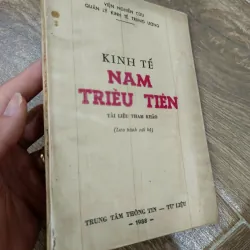 VIỆN NGHIÊN CỨU
QUẢN LÝ KINH TẾ TRUNG ƯƠNG
KINH TẾ
NAM
TRIỀU TIÊN
TÀI LIỆU THAM KHẢO
(Lưu hành nội bộ)
TRUNG TÂM THÔNG TIN — TƯ LIỆU
— 1988 —